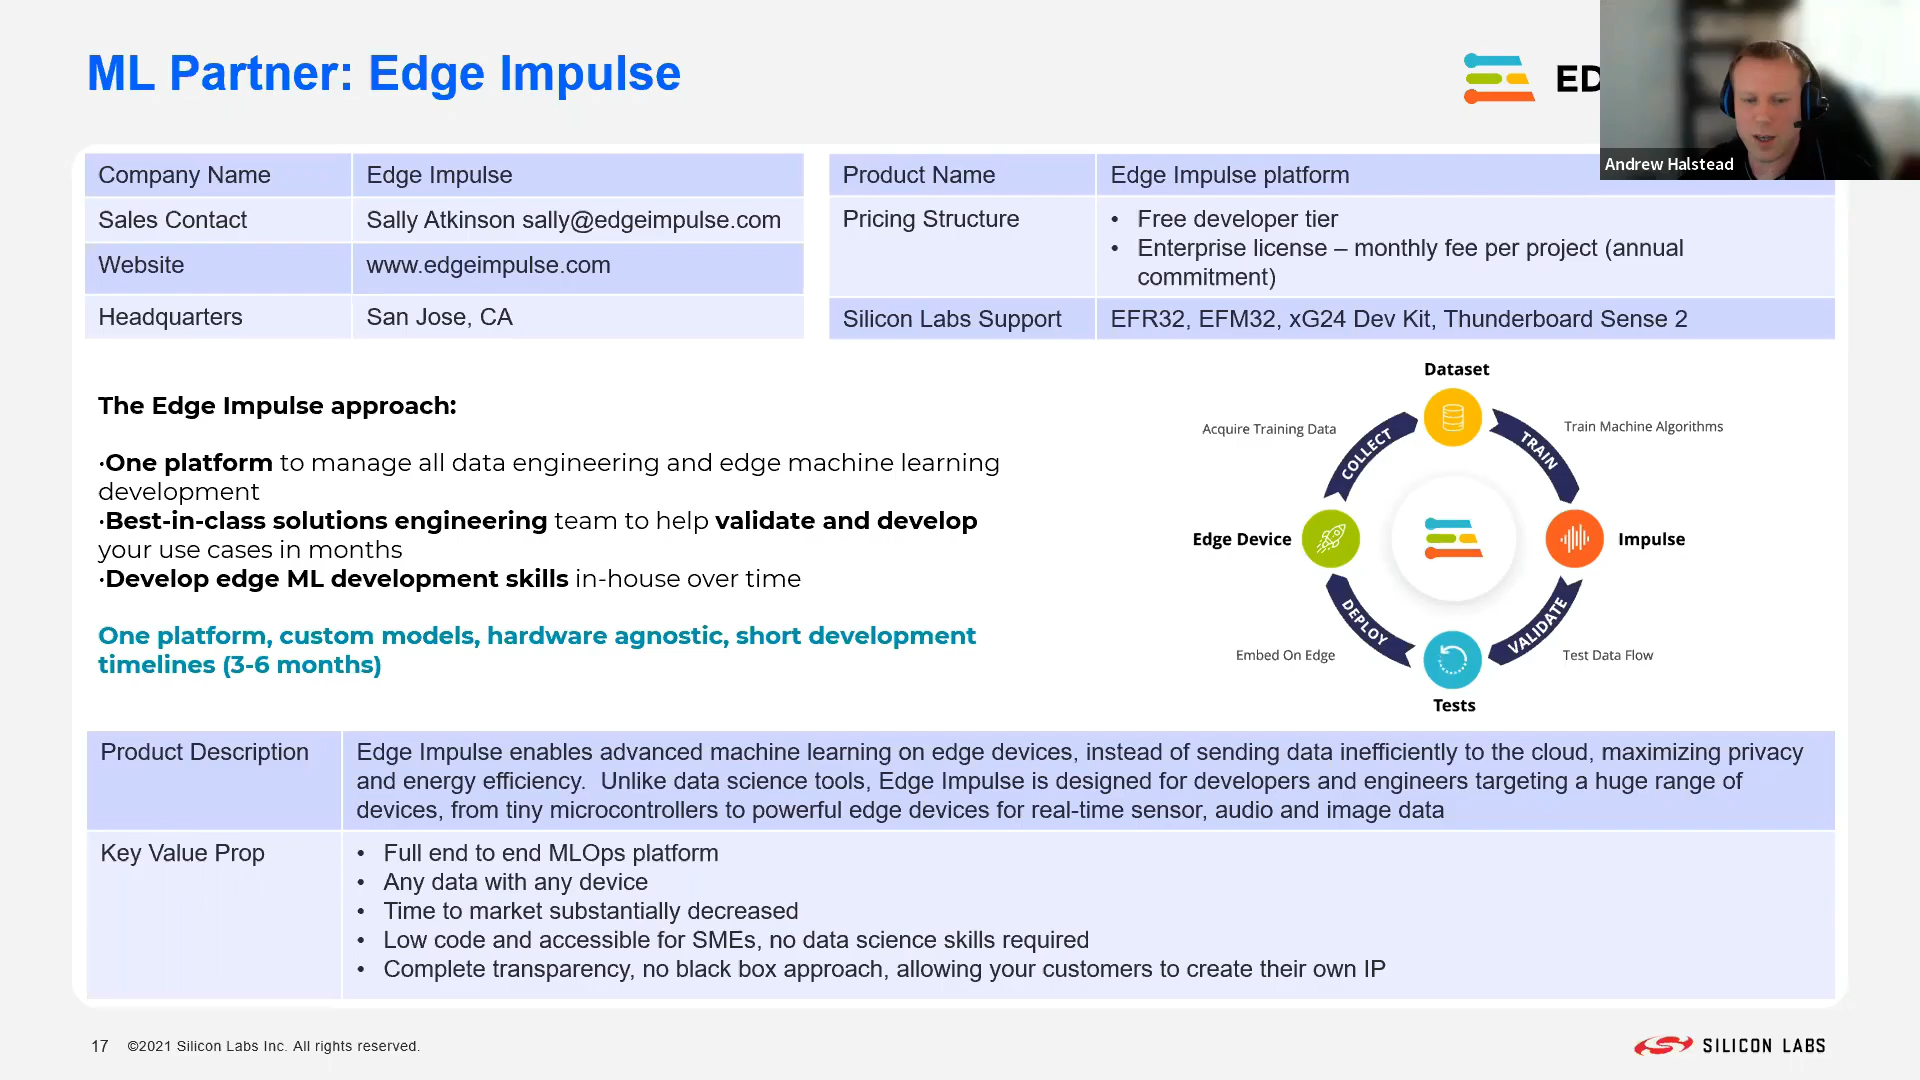 ML Partner: Edge Impulse
ED
Andrew Halstead
Company Name Edge Impulse
Sales Contact Sally Atkinson sally@edgeimpulse.com
Website www.edgeimpulse.com
Headquarters San Jose, CA
Product Name Edge Impulse platform
Pricing Structure • Free developer tier
• Enterprise license – monthly fee per project (annual
commitment)
Silicon Labs Support EFR32, EFM32, xG24 Dev Kit, Thunderboard Sense 2
The Edge Impulse approach:
·One platform to manage all data engineering and edge machine learning
development
·Best-in-class solutions engineering team to help validate and develop
your use cases in months
·Develop edge ML development skills in-house over time
One platform, custom models, hardware agnostic, short development
timelines (3-6 months)
Dataset
Acquire Training Data
COLLECT
TRAIN
Train Machine Algorithms
Edge Device
Impulse
DEPLOY
VALIDATE
Embed On Edge
Test Data Flow
Tests
Product Description Edge Impulse enables advanced machine learning on edge devices, instead of sending data inefficiently to the cloud, maximizing privacy
and energy efficiency. Unlike data science tools, Edge Impulse is designed for developers and engineers targeting a huge range of
devices, from tiny microcontrollers to powerful edge devices for real-time sensor, audio and image data
Key Value Prop • Full end to end MLOps platform
• Any data with any device
• Time to market substantially decreased
• Low code and accessible for SMEs, no data science skills required
• Complete transparency, no black box approach, allowing your customers to create their own IP
17 ©2021 Silicon Labs Inc. All rights reserved.
SILICON LABS